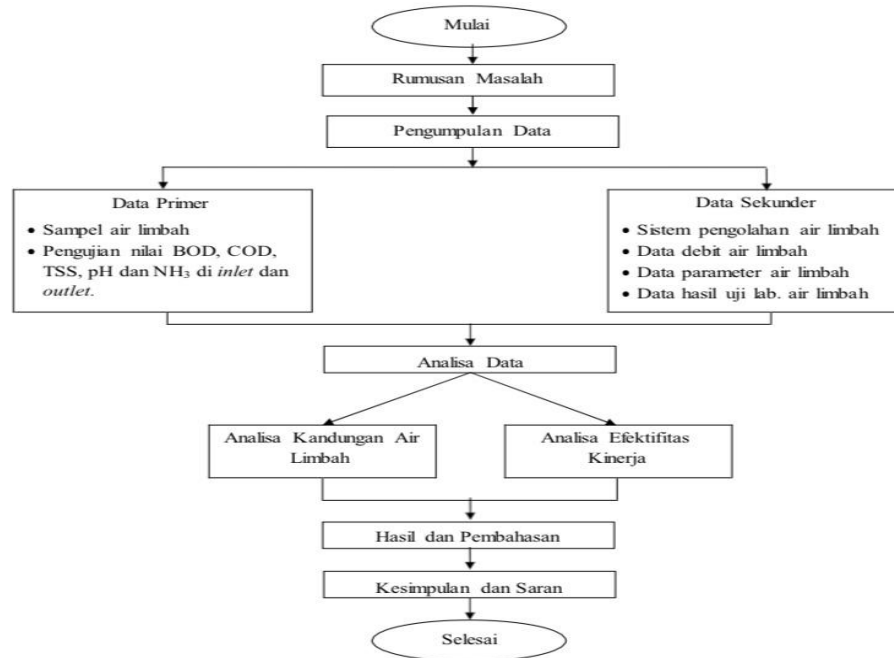 Mulai
Rumusan Masalah
Pengumpulan Data
Data Primer
• Sampel air limbah
• Pengujian nilai BOD, COD,
TSS, pH dan NH₃ di inlet dan
outlet.
Data Sekunder
• Sistem pengolahan air limbah
• Data debit air limbah
• Data parameter air limbah
• Data hasil uji lab. air limbah
Analisa Data
Analisa Kandungan Air
Limbah
Analisa Efektifitas
Kinerja
Hasil dan Pembahasan
Kesimpulan dan Saran
Selesai